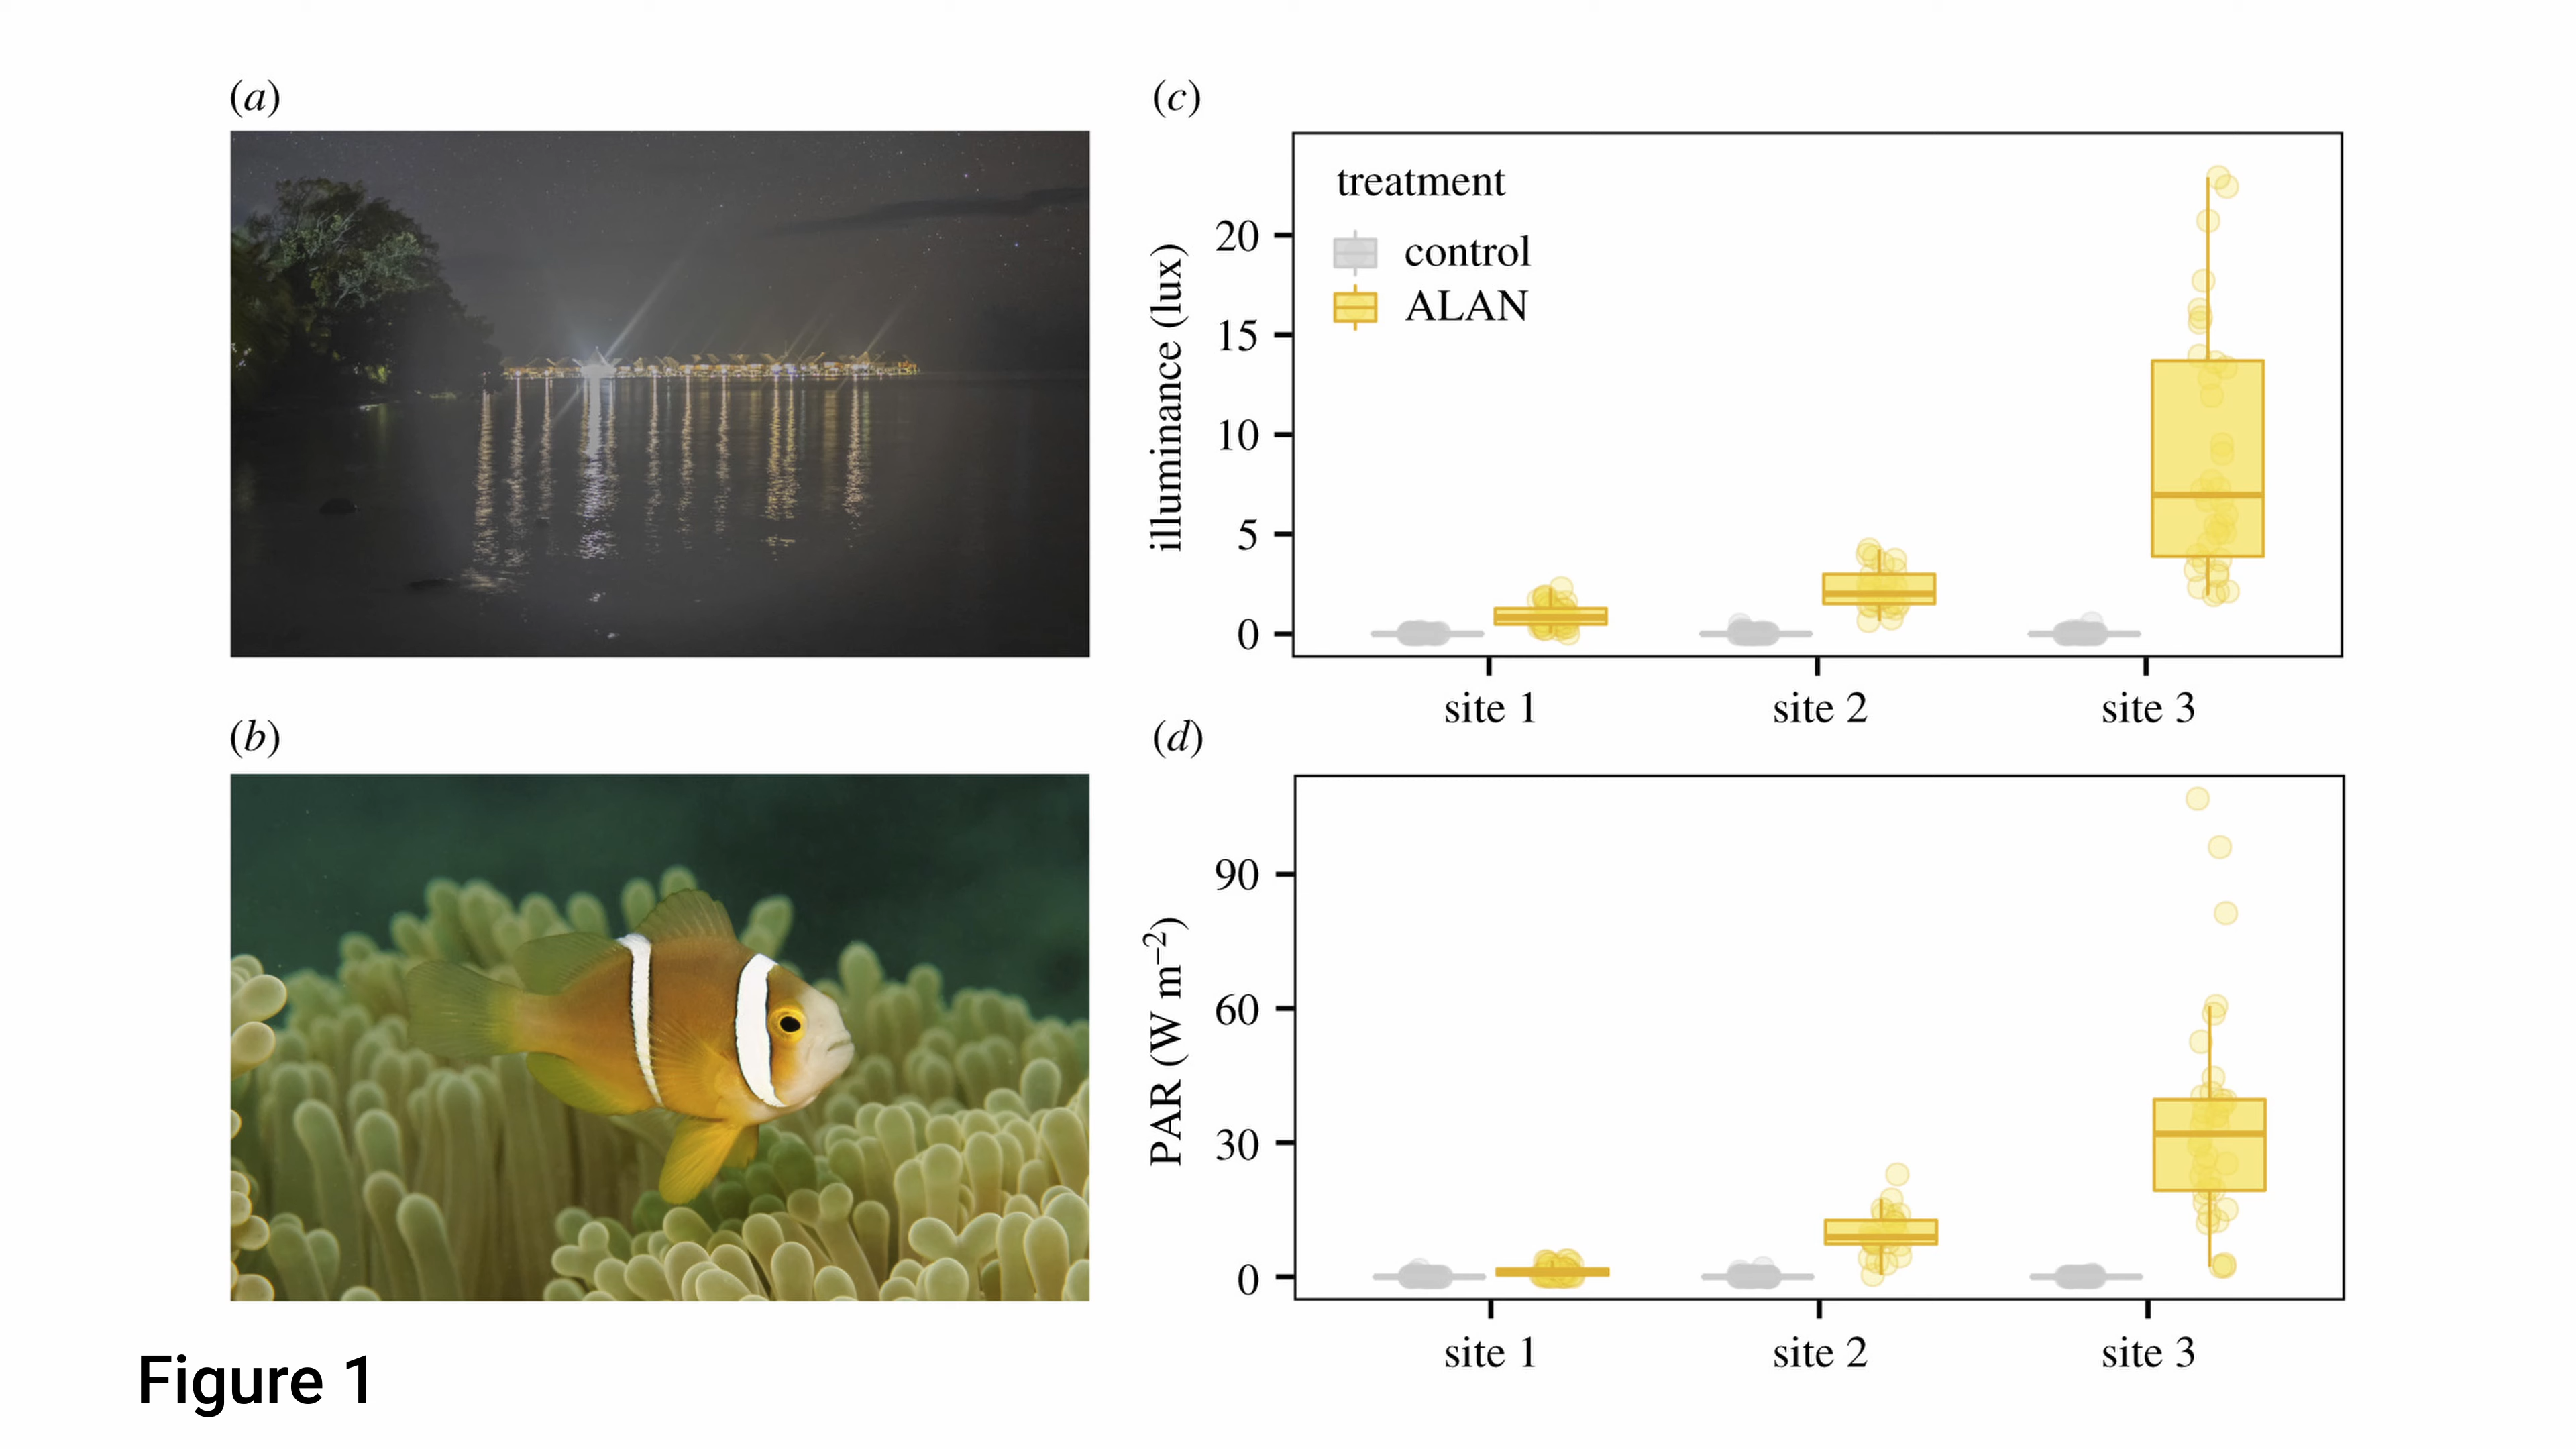 (a)
(b)
(c)
treatment
control
ALAN
illuminance (lux)
20
15
10
5
0
site 1
site 2
site 3
(d)
PAR (W m⁻²)
90
60
30
0
site 1
site 2
site 3
Figure 1